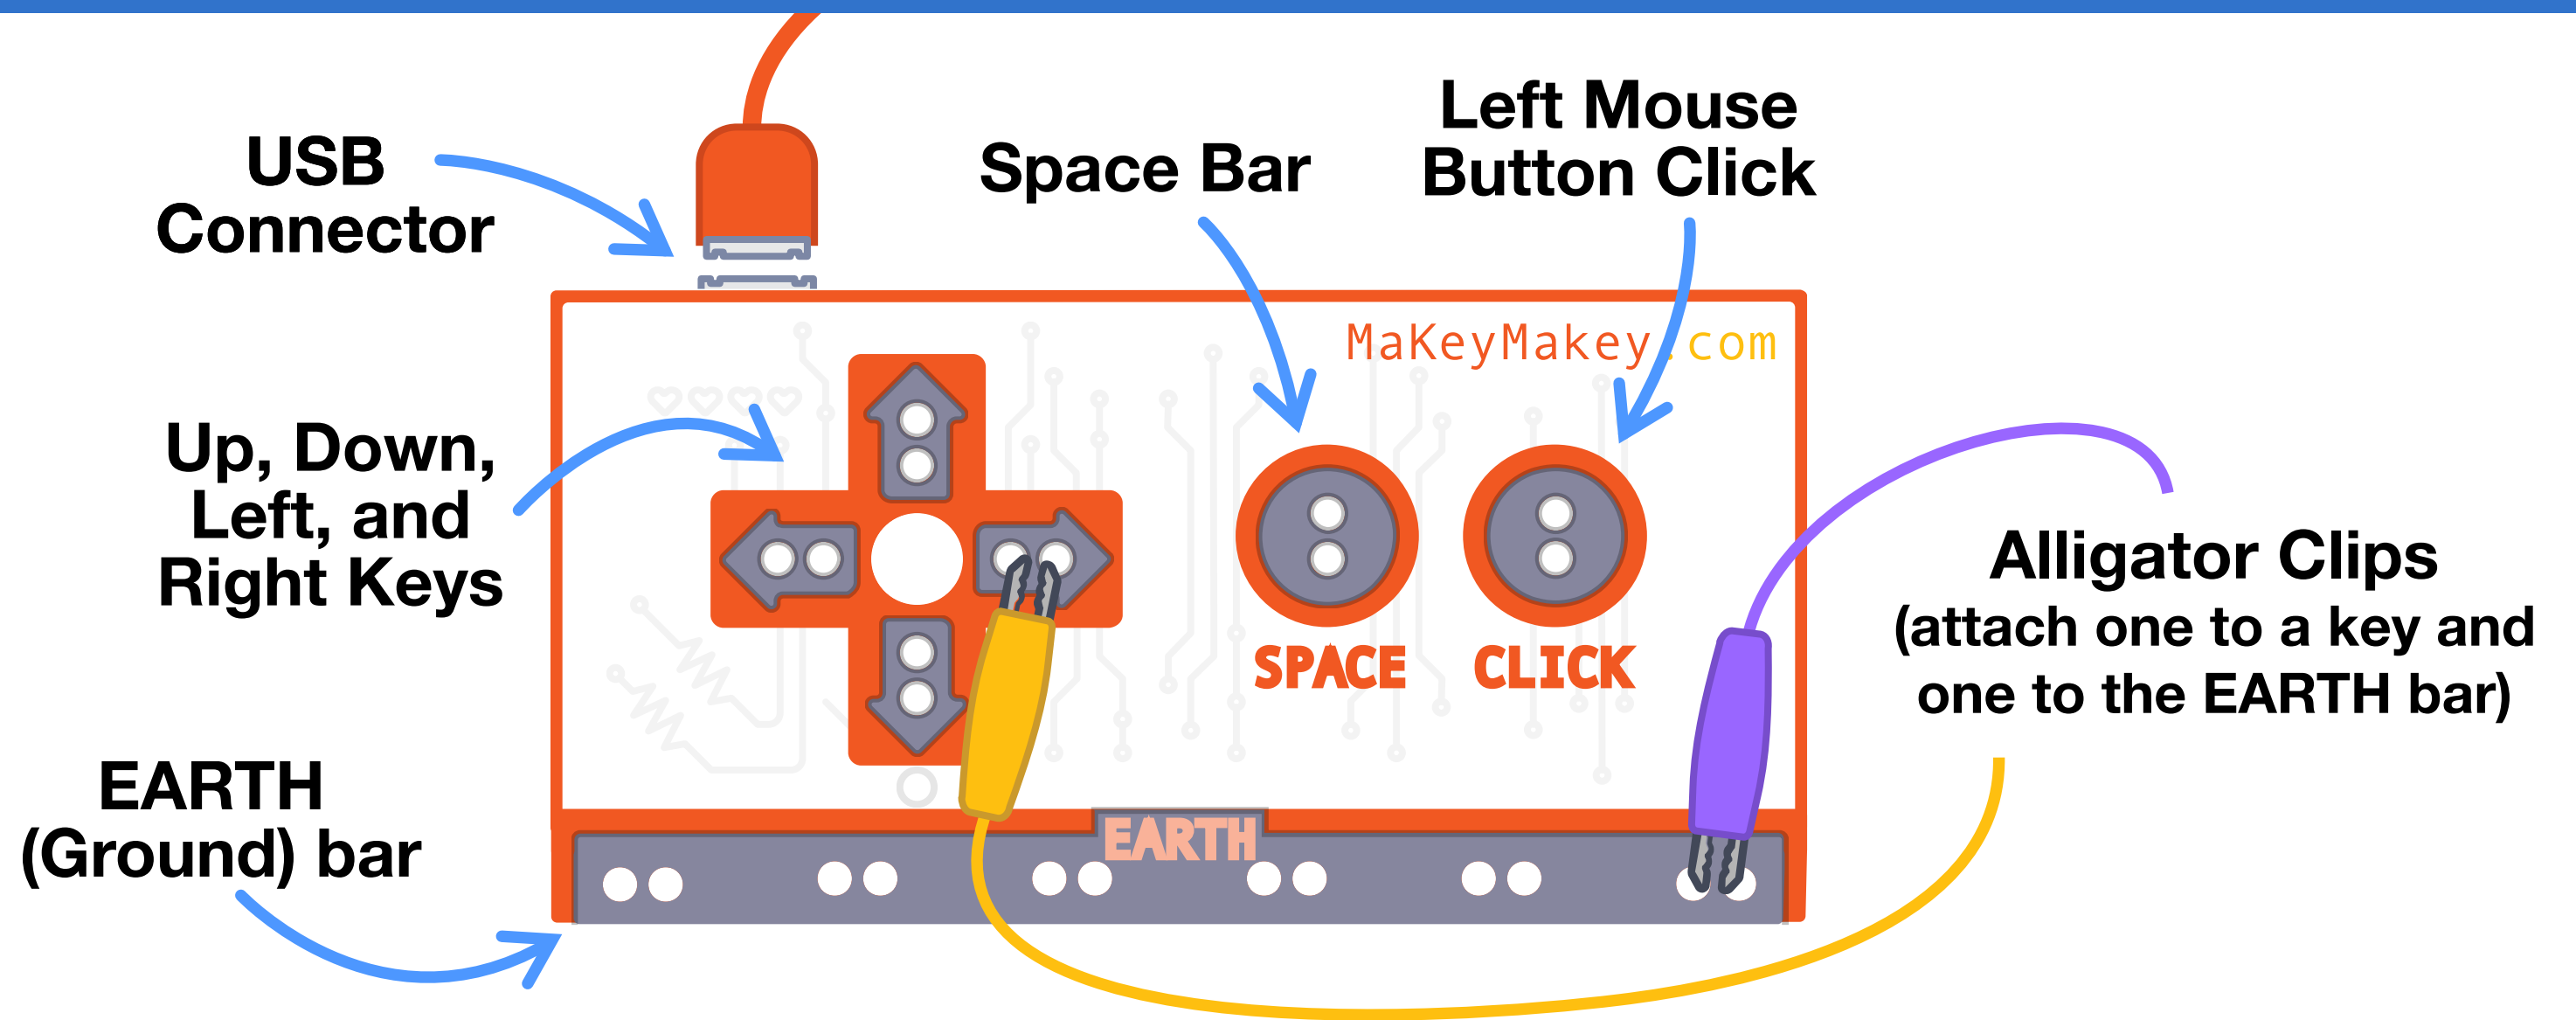 USB
Connector
Space Bar
Left Mouse
Button Click
MaKeyMakey.com
Up, Down,
Left, and
Right Keys
SPACE
CLICK
Alligator Clips
(attach one to a key and
one to the EARTH bar)
EARTH
(Ground) bar
EARTH